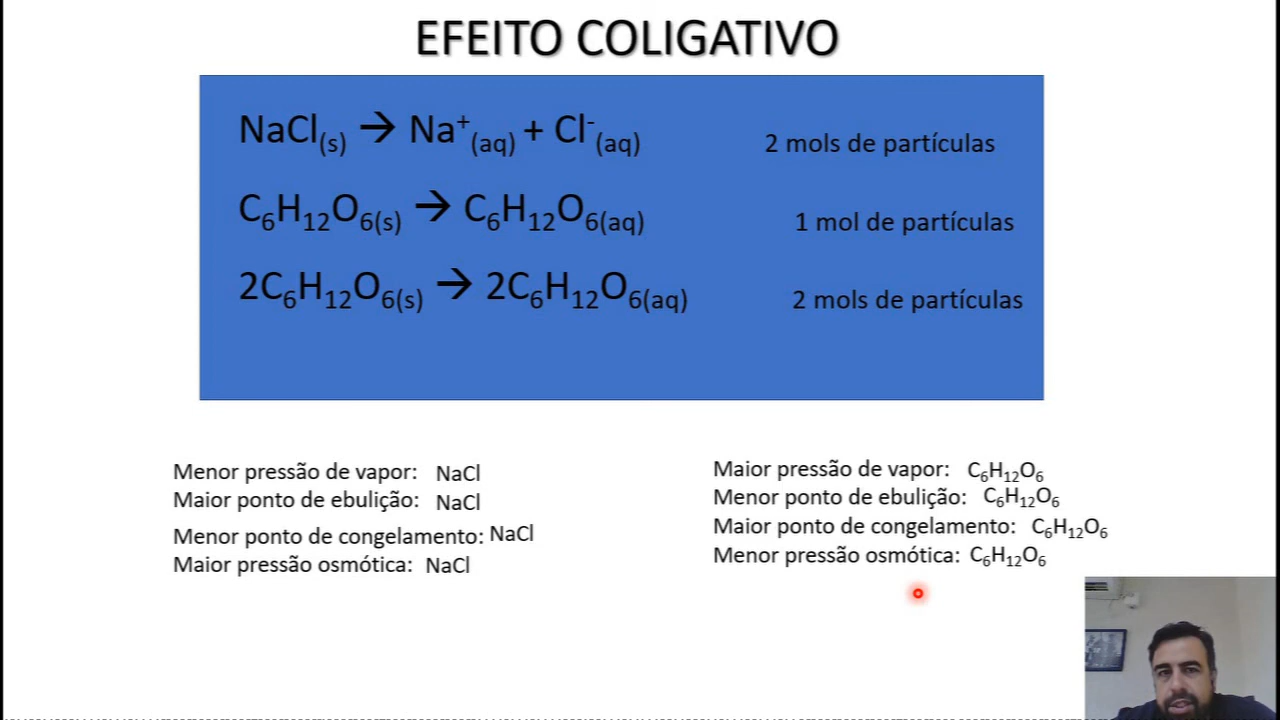 EFEITO COLIGATIVO
NaCl(s) → Na⁺(aq) + Cl⁻(aq) 2 mols de partículas
C₆H₁₂O₆(s) → C₆H₁₂O₆(aq) 1 mol de partículas
2C₆H₁₂O₆(s) → 2C₆H₁₂O₆(aq) 2 mols de partículas
Menor pressão de vapor: NaCl
Maior ponto de ebulição: NaCl
Menor ponto de congelamento: NaCl
Maior pressão osmótica: NaCl
Maior pressão de vapor: C₆H₁₂O₆
Menor ponto de ebulição: C₆H₁₂O₆
Maior ponto de congelamento: C₆H₁₂O₆
Menor pressão osmótica: C₆H₁₂O₆